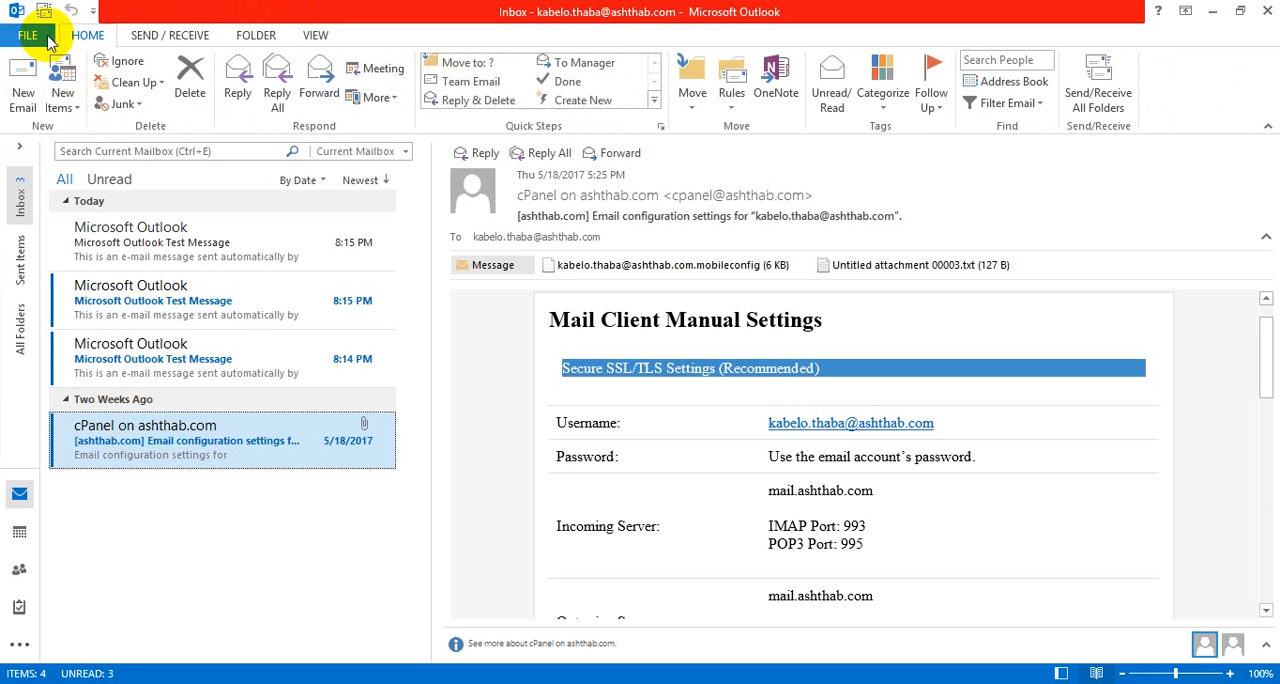 Inbox - kabelo.thaba@ashthab.com - Microsoft Outlook
?
FILE HOME SEND / RECEIVE FOLDER VIEW
New Email
New Items
Ignore
Clean Up
Junk
Delete
Reply
Reply All
Forward
Meeting
More
Move to: ?
Team Email
Reply & Delete
To Manager
Done
Create New
Move
Rules
OneNote
Unread/ Read
Categorize
Follow Up
Search People
Address Book
Filter Email
Send/Receive All Folders
New Delete Respond Quick Steps Move Tags Find Send/Receive
Inbox 3
Sent Items
All Folders
Search Current Mailbox (Ctrl+E) Current Mailbox
All Unread By Date Newest
Today
Microsoft Outlook
Microsoft Outlook Test Message 8:15 PM
This is an e-mail message sent automatically by
Microsoft Outlook
Microsoft Outlook Test Message 8:15 PM
This is an e-mail message sent automatically by
Microsoft Outlook
Microsoft Outlook Test Message 8:14 PM
This is an e-mail message sent automatically by
Two Weeks Ago
cPanel on ashthab.com
[ashthab.com] Email configuration settings f... 5/18/2017
Email configuration settings for
Reply Reply All Forward
Thu 5/18/2017 5:25 PM
cPanel on ashthab.com <cpanel@ashthab.com>
[ashthab.com] Email configuration settings for “kabelo.thaba@ashthab.com”.
To kabelo.thaba@ashthab.com
Message kabelo.thaba@ashthab.com.mobileconfig (6 KB) Untitled attachment 00003.txt (127 B)
Mail Client Manual Settings
Secure SSL/TLS Settings (Recommended)
Username: kabelo.thaba@ashthab.com
Password: Use the email account’s password.
mail.ashthab.com
Incoming Server: IMAP Port: 993
POP3 Port: 995
mail.ashthab.com
See more about cPanel on ashthab.com.
ITEMS: 4 UNREAD: 3 100%